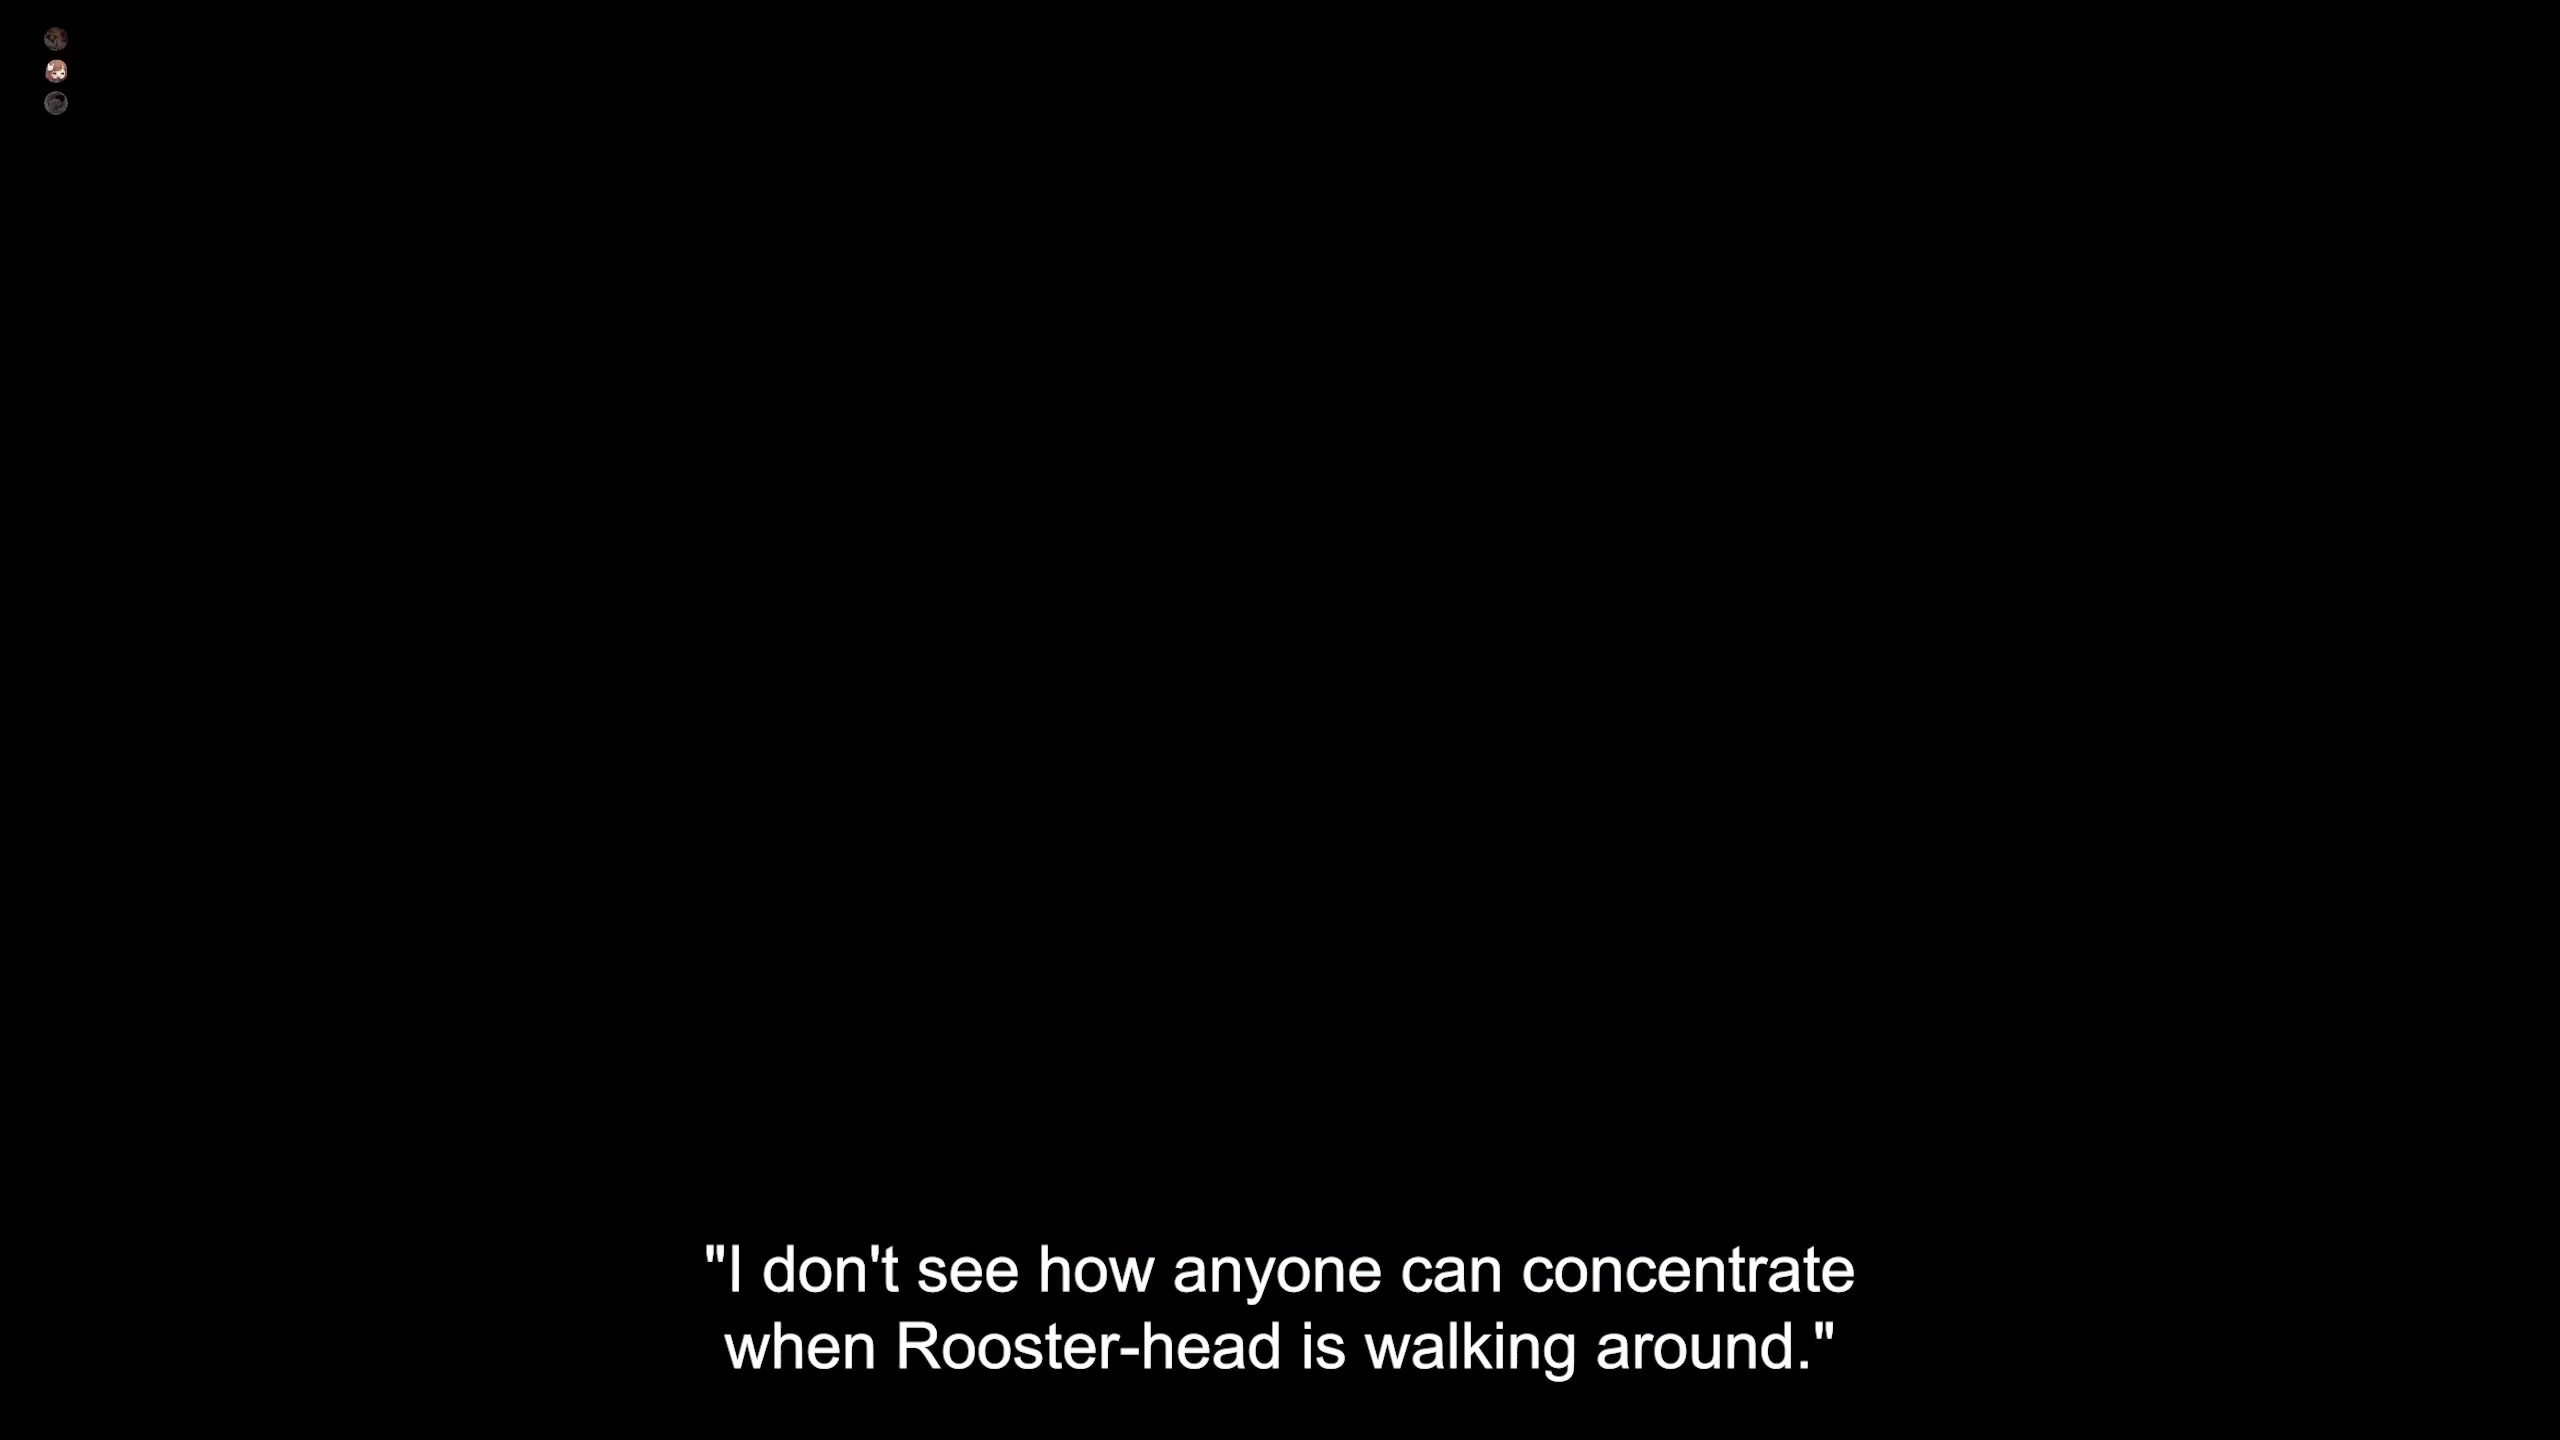 "I don't see how anyone can concentrate
when Rooster-head is walking around."